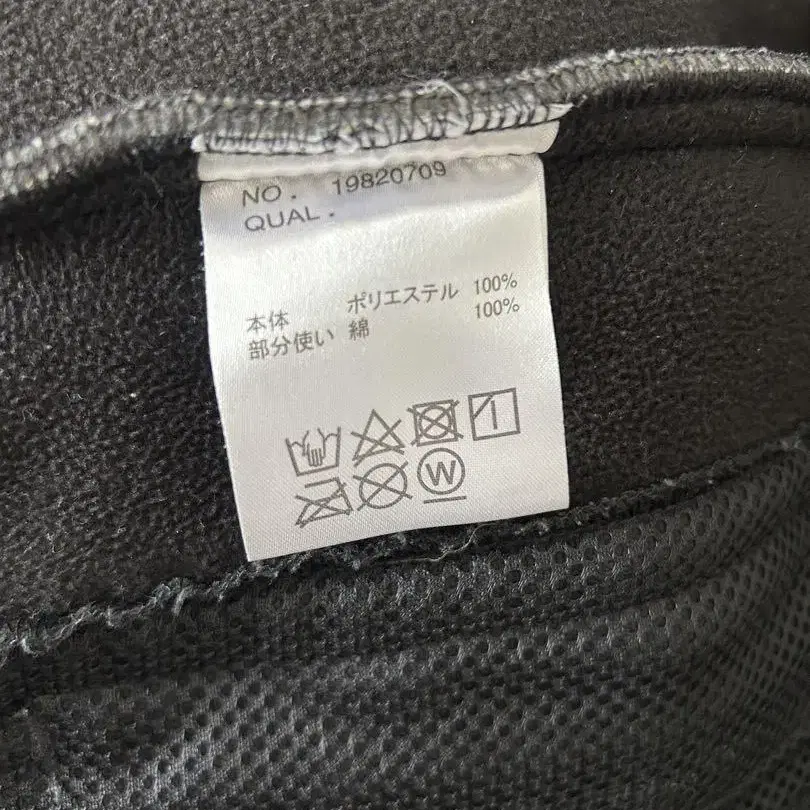 NO. 19820709
QUAL.
本体 ポリエステル 100%
部分使い 綿 100%
W